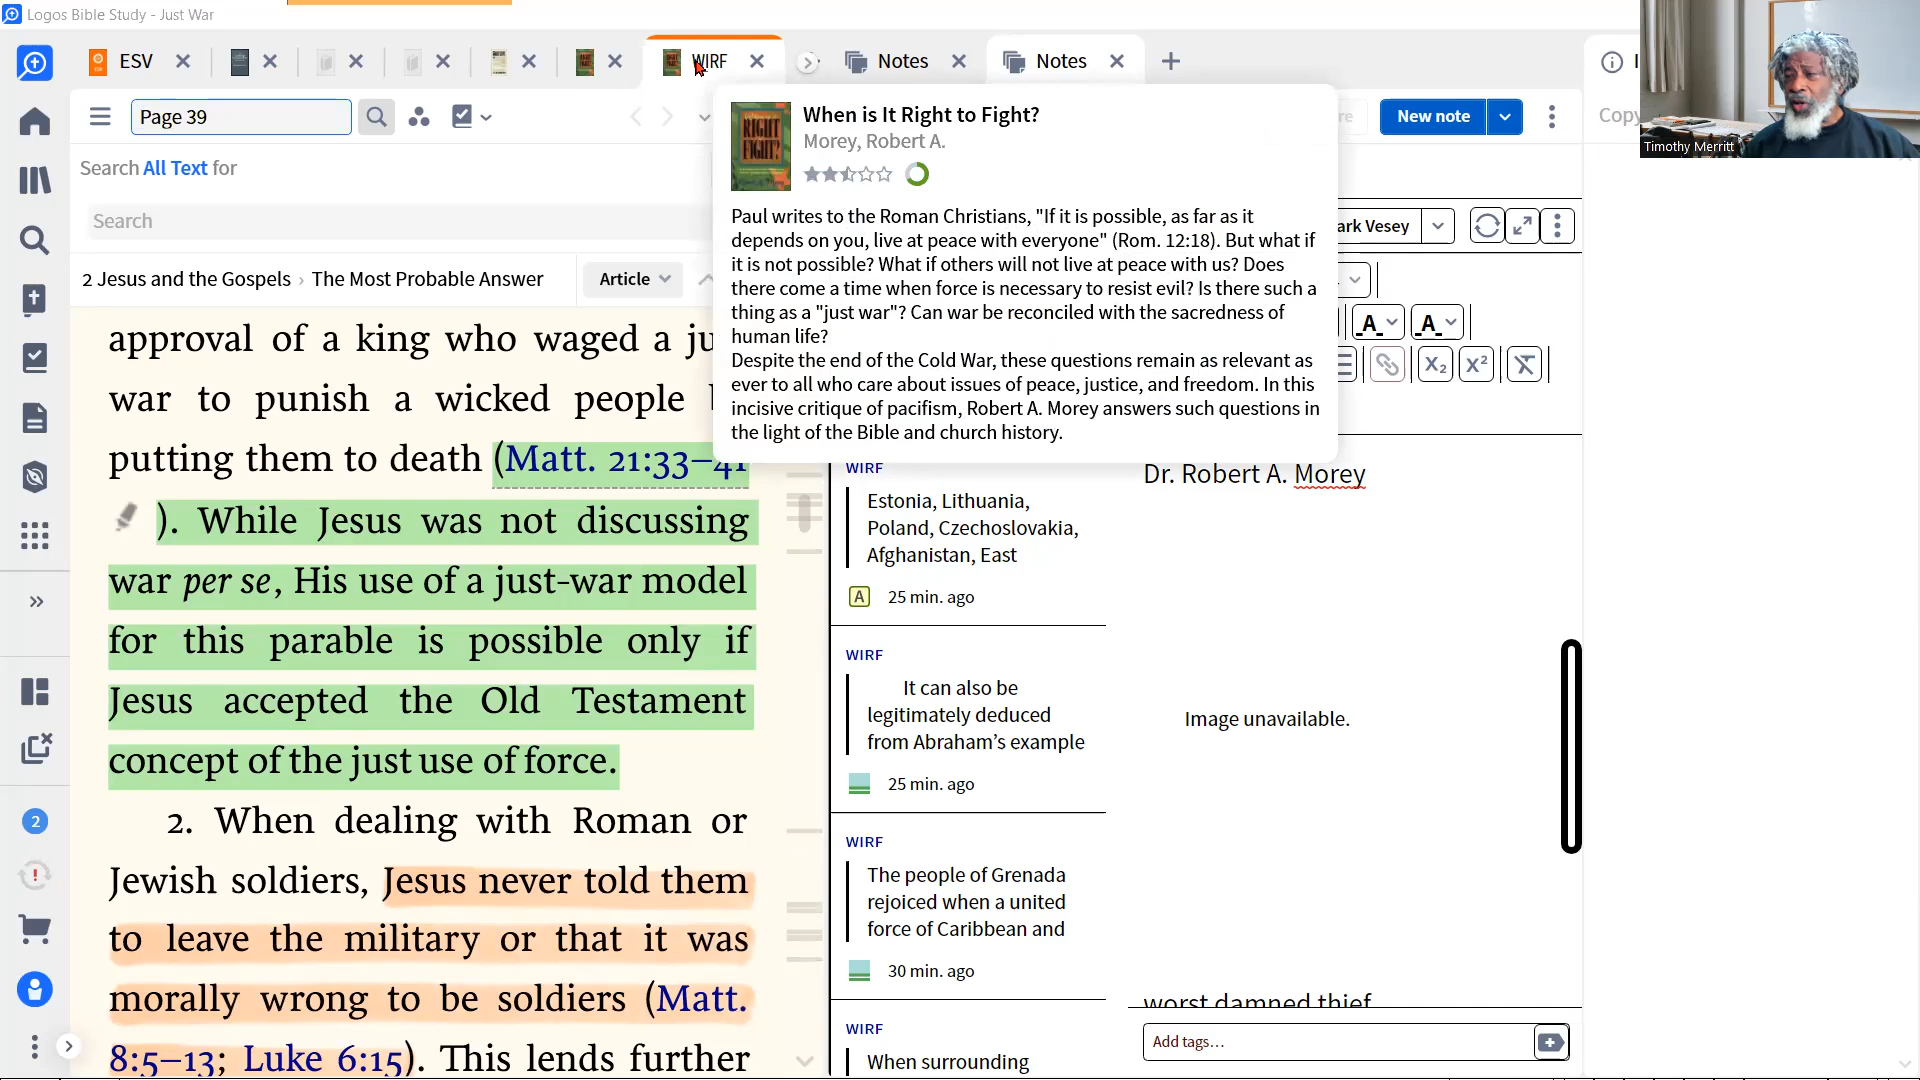 Logos Bible Study - Just War
ESV
WIRF
Notes
Notes
Page 39
New note
Copy
Timothy Merritt
Search All Text for
Search
2 Jesus and the Gospels › The Most Probable Answer
Article
When is It Right to Fight?
Morey, Robert A.
RIGHT
FIGHT?
Paul writes to the Roman Christians, "If it is possible, as far as it
depends on you, live at peace with everyone" (Rom. 12:18). But what if
it is not possible? What if others will not live at peace with us? Does
there come a time when force is necessary to resist evil? Is there such a
thing as a "just war"? Can war be reconciled with the sacredness of
human life?
Despite the end of the Cold War, these questions remain as relevant as
ever to all who care about issues of peace, justice, and freedom. In this
incisive critique of pacifism, Robert A. Morey answers such questions in
the light of the Bible and church history.
ark Vesey
A
A
X₂
X²
approval of a king who waged a ju
war to punish a wicked people
putting them to death (Matt. 21:33–41
). While Jesus was not discussing
war per se, His use of a just-war model
for this parable is possible only if
Jesus accepted the Old Testament
concept of the just use of force.
2. When dealing with Roman or
Jewish soldiers, Jesus never told them
to leave the military or that it was
morally wrong to be soldiers (Matt.
8:5–13; Luke 6:15). This lends further
2
WIRF
Estonia, Lithuania,
Poland, Czechoslovakia,
Afghanistan, East
A
25 min. ago
WIRF
It can also be
legitimately deduced
from Abraham’s example
25 min. ago
WIRF
The people of Grenada
rejoiced when a united
force of Caribbean and
30 min. ago
WIRF
When surrounding
Dr. Robert A. Morey
Image unavailable.
worst damned thief
Add tags…